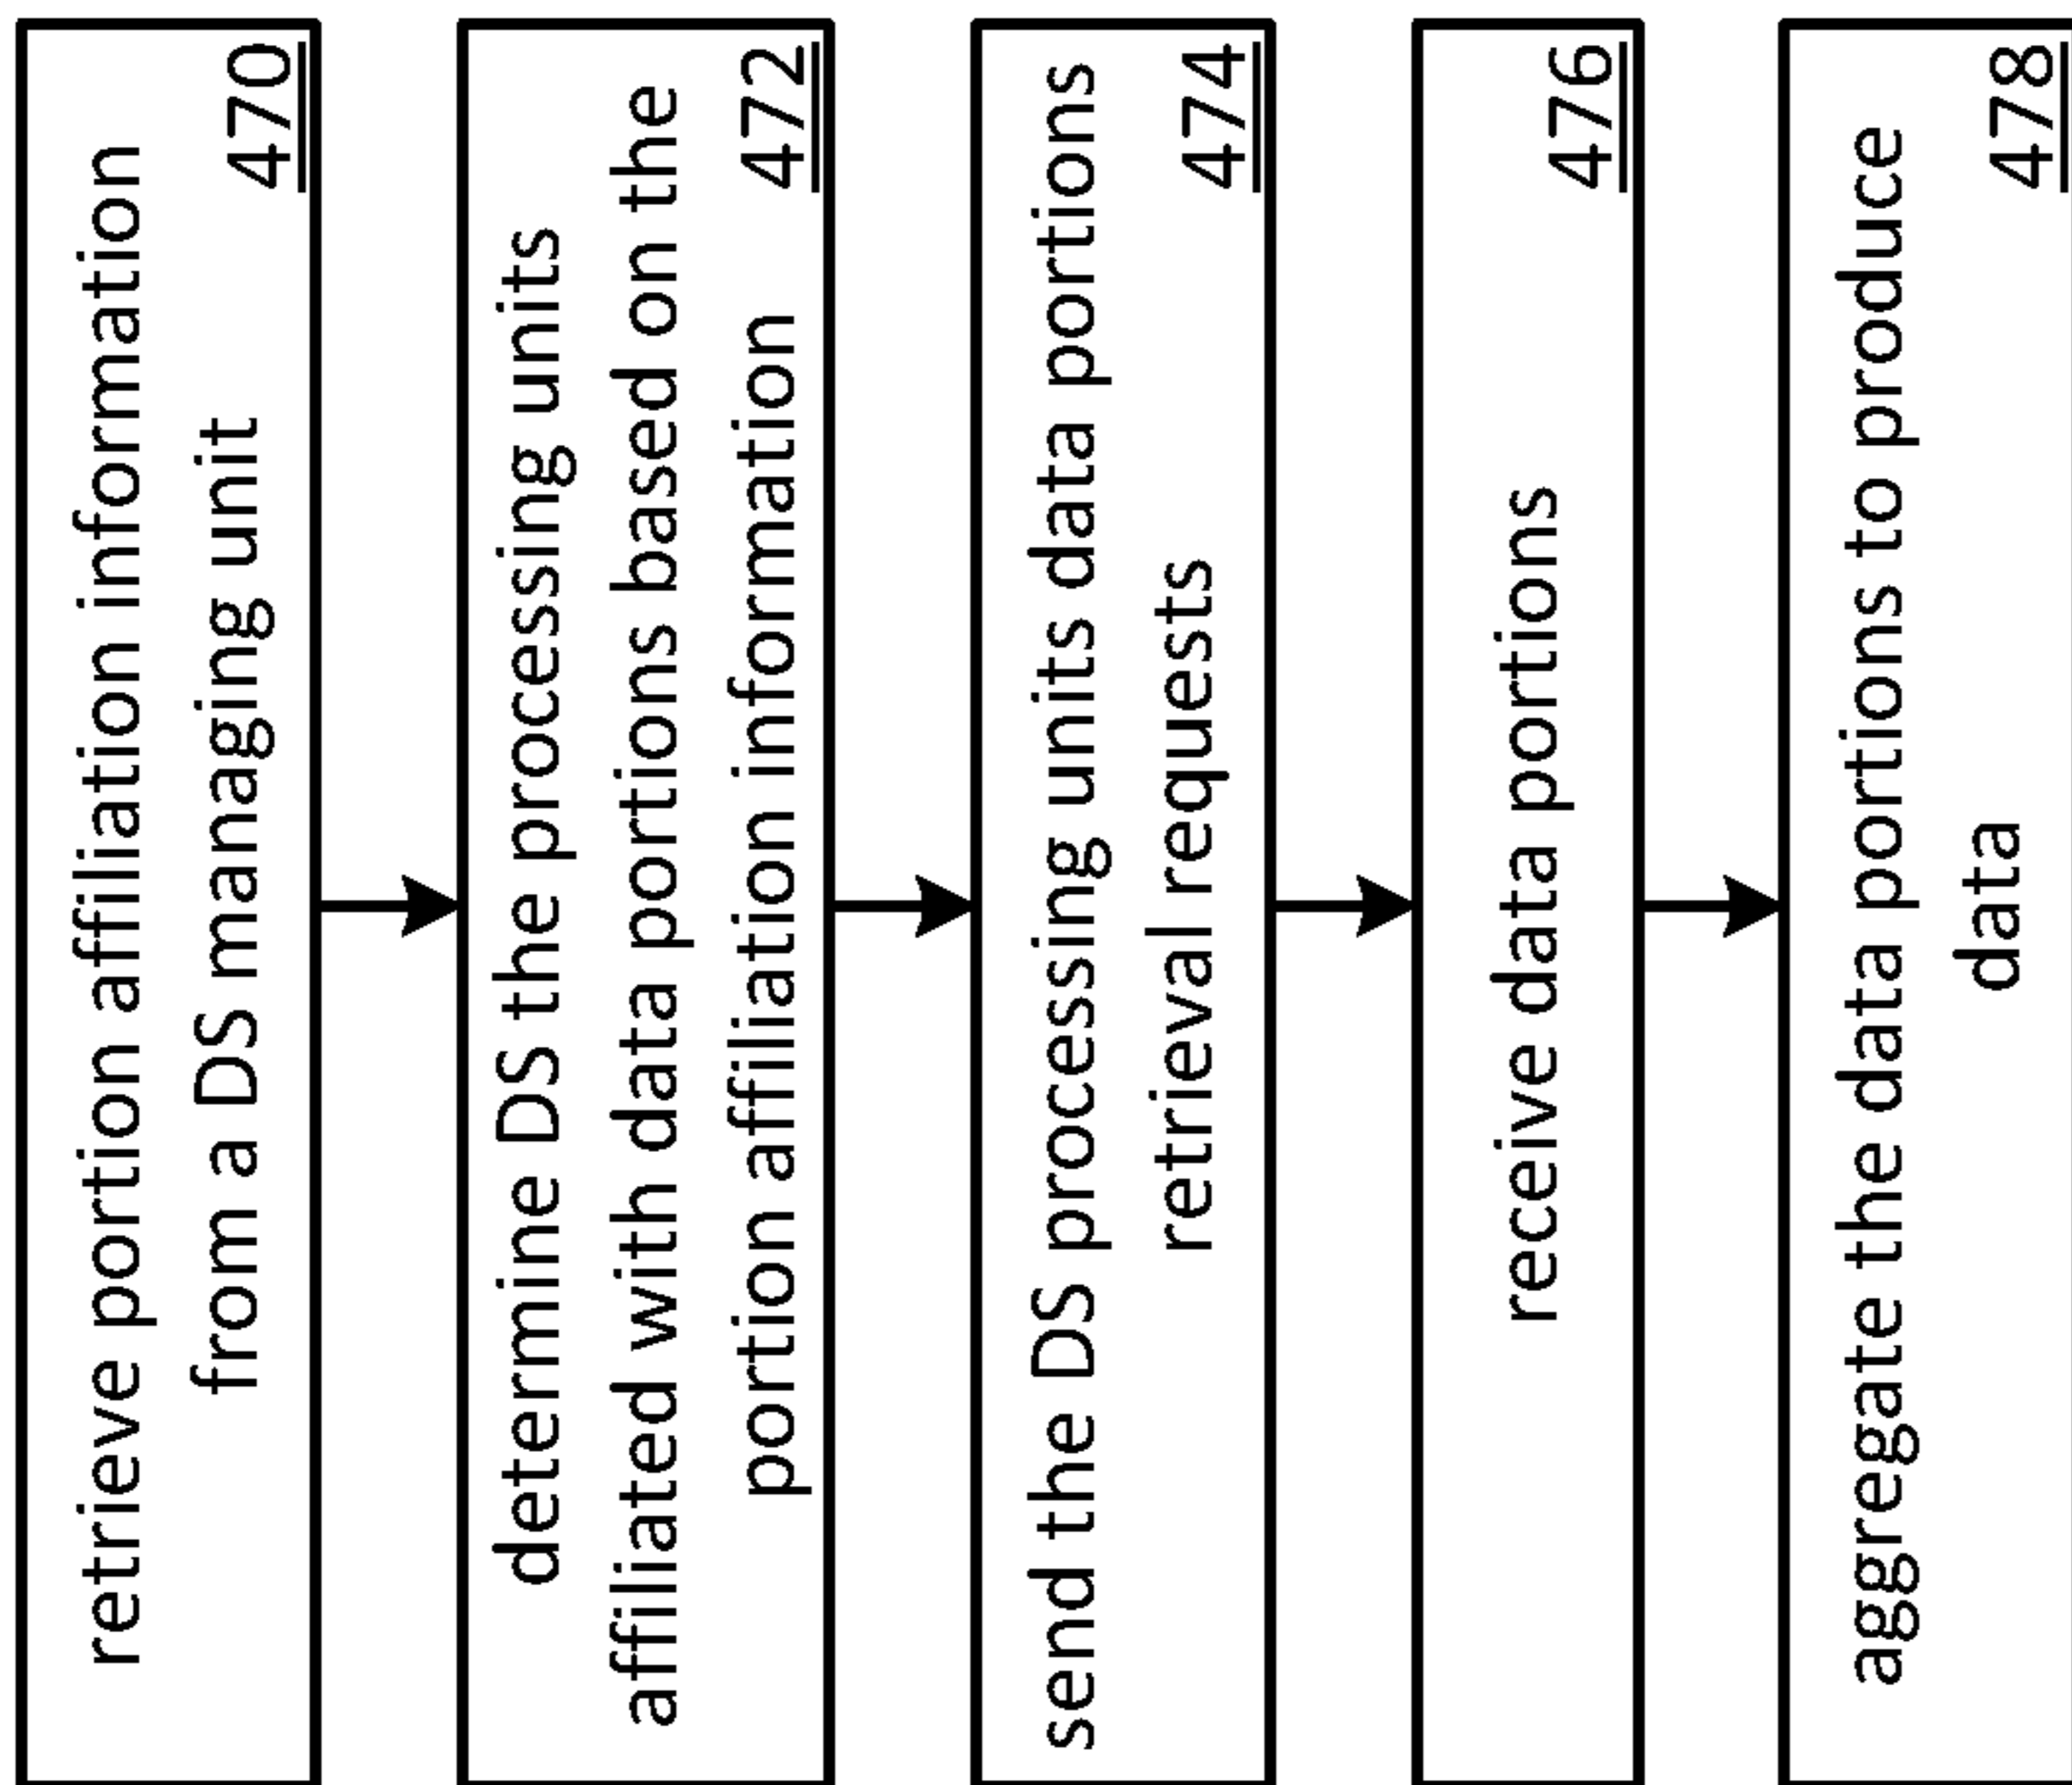 retrieve portion affiliation information
from a DS managing unit
470
determine DS the processing units
affiliated with data portions based on the
portion affiliation information
472
send the DS processing units data portions
retrieval requests
474
receive data portions
476
aggregate the data portions to produce
data
478